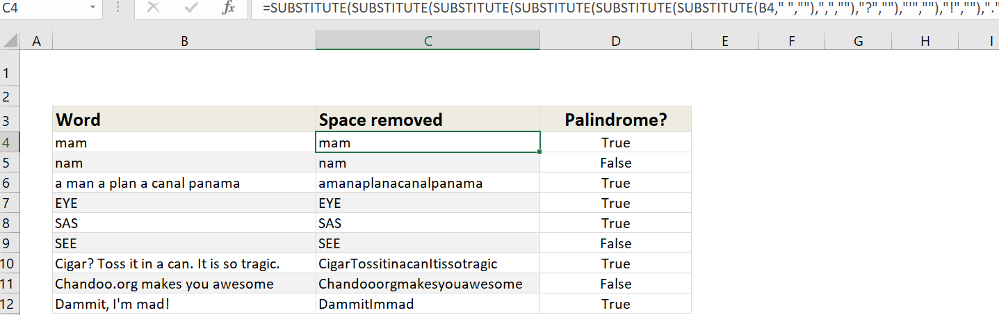 C4 fx =SUBSTITUTE(SUBSTITUTE(SUBSTITUTE(SUBSTITUTE(SUBSTITUTE(SUBSTITUTE(B4," ",""),",",""),"?",""),"'",""),"!",""),"."
A B C D E F G H I
1
2
3 Word Space removed Palindrome?
4 mam mam True
5 nam nam False
6 a man a plan a canal panama amanaplanacanalpanama True
7 EYE EYE True
8 SAS SAS True
9 SEE SEE False
10 Cigar? Toss it in a can. It is so tragic. CigarTossitinacanItissotragic True
11 Chandoo.org makes you awesome Chandooorgmakesyouawesome False
12 Dammit, I'm mad! DammitImmad True